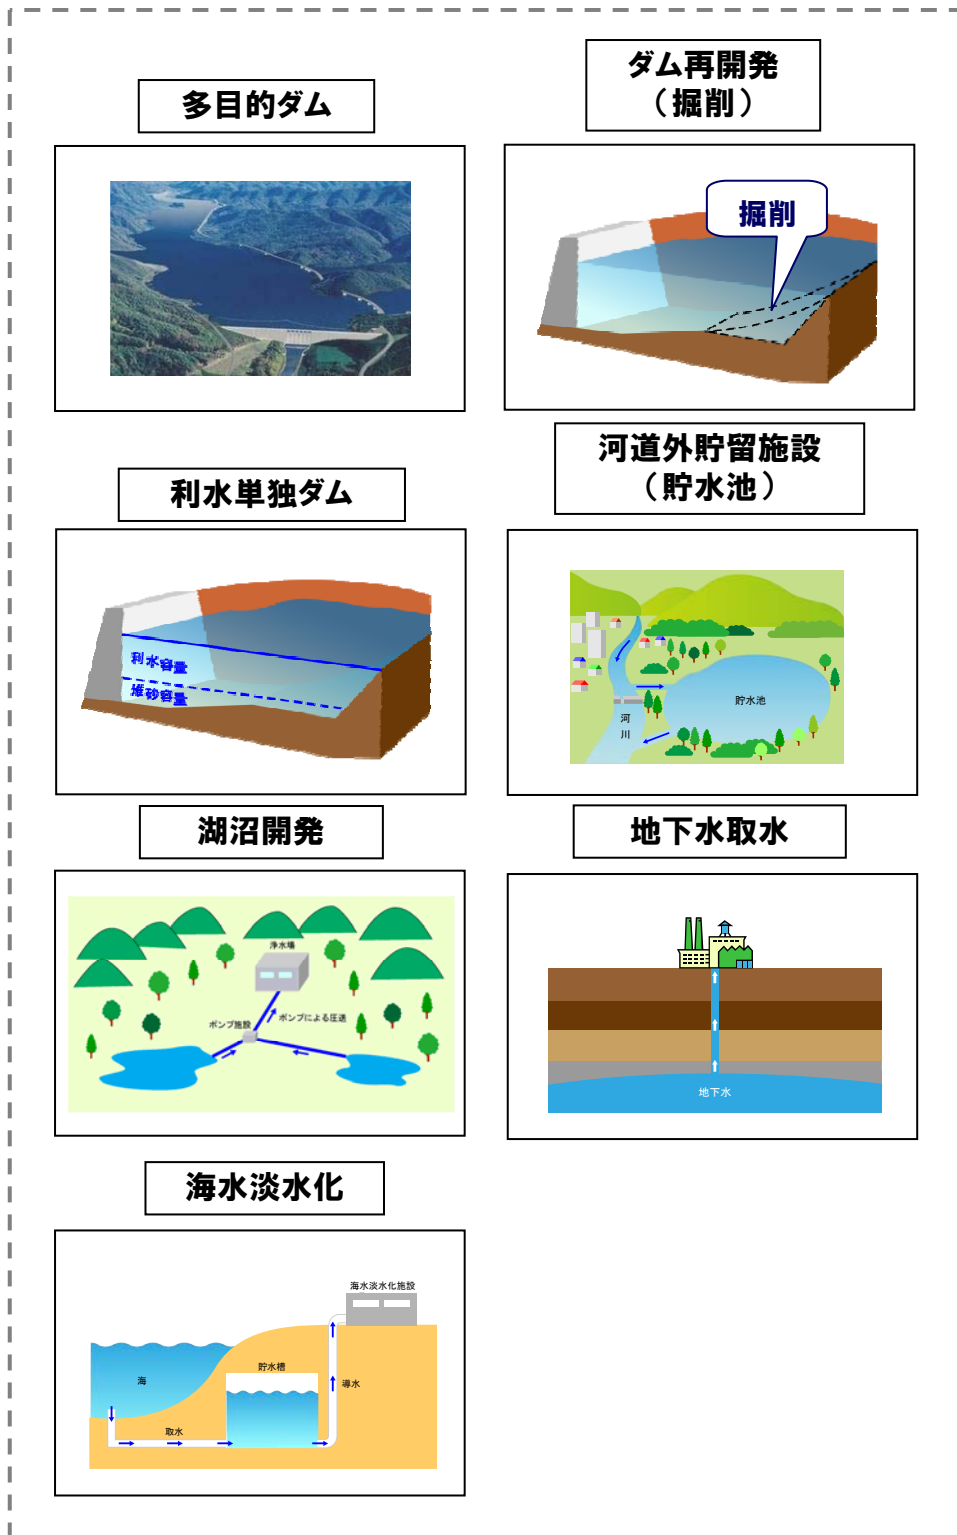 多目的ダム
ダム再開発
（掘削）
掘削
利水単独ダム
利水容量
堆砂容量
河道外貯留施設
（貯水池）
貯水池
河
川
湖沼開発
浄水場
ポンプ施設
ポンプによる圧送
地下水取水
地下水
海水淡水化
海水淡水化施設
海
貯水槽
導水
取水